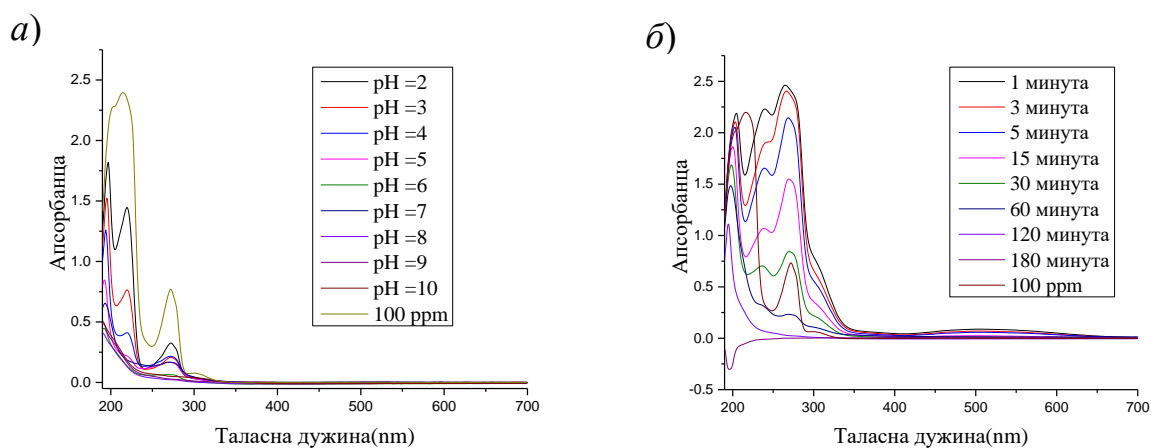 а)
Апсорбанца
2.5
2.0
1.5
1.0
0.5
0.0
200
300
400
500
600
700
Таласна дужина(nm)
pH =2
pH =3
pH =4
pH =5
pH =6
pH =7
pH =8
pH =9
pH =10
100 ppm
б)
Апсорбанца
2.5
2.0
1.5
1.0
0.5
0.0
-0.5
200
300
400
500
600
700
Таласна дужина(nm)
1 минута
3 минута
5 минута
15 минута
30 минута
60 минута
120 минута
180 минута
100 ppm